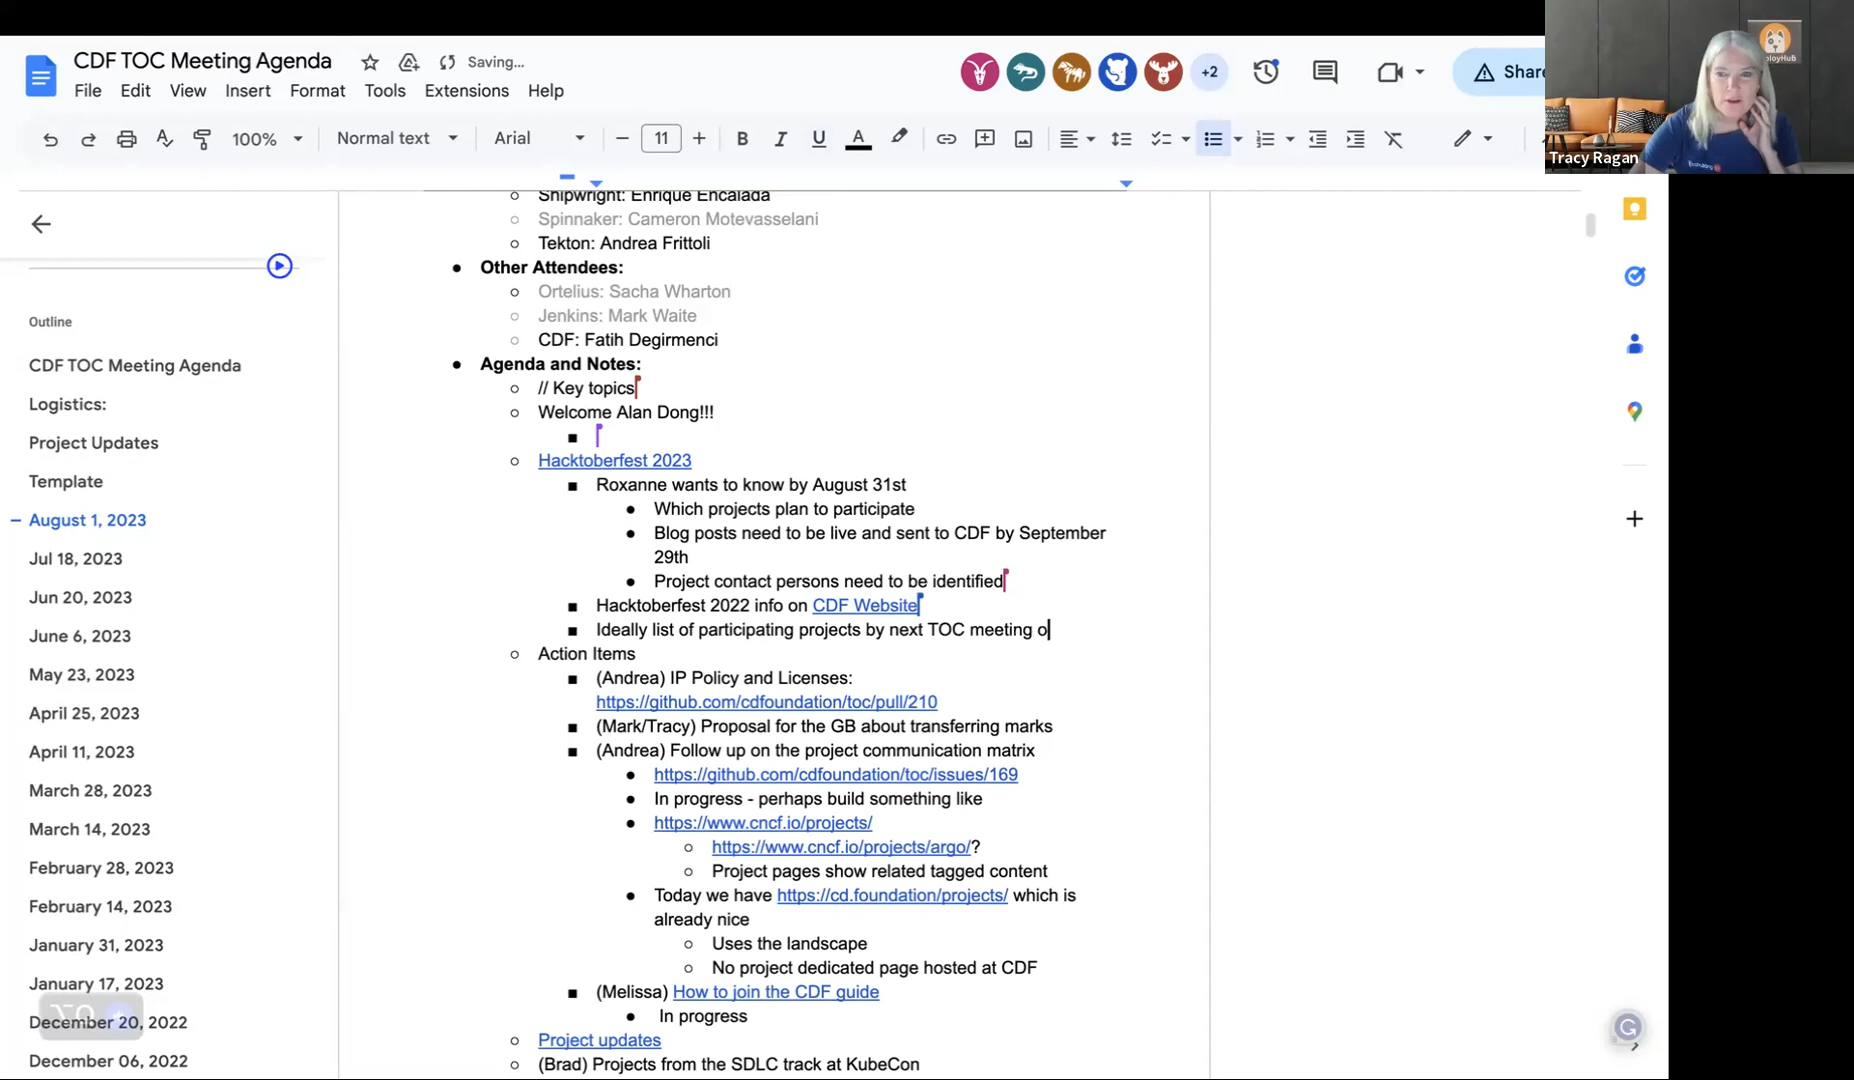 CDF TOC Meeting Agenda
Saving...
+2
Share
File Edit View Insert Format Tools Extensions Help
100% Normal text Arial 11
Tracy Ragan
Shipwright: Enrique Encalada
Spinnaker: Cameron Motevasselani
Tekton: Andrea Frittoli
Other Attendees:
Ortelius: Sacha Wharton
Jenkins: Mark Waite
CDF: Fatih Degirmenci
Agenda and Notes:
// Key topics
Welcome Alan Dong!!!
Hacktoberfest 2023
Roxanne wants to know by August 31st
Which projects plan to participate
Blog posts need to be live and sent to CDF by September
29th
Project contact persons need to be identified
Hacktoberfest 2022 info on CDF Website
Ideally list of participating projects by next TOC meeting o
Action Items
(Andrea) IP Policy and Licenses:
https://github.com/cdfoundation/toc/pull/210
(Mark/Tracy) Proposal for the GB about transferring marks
(Andrea) Follow up on the project communication matrix
https://github.com/cdfoundation/toc/issues/169
In progress - perhaps build something like
https://www.cncf.io/projects/
https://www.cncf.io/projects/argo/?
Project pages show related tagged content
Today we have https://cd.foundation/projects/ which is
already nice
Uses the landscape
No project dedicated page hosted at CDF
(Melissa) How to join the CDF guide
In progress
Project updates
(Brad) Projects from the SDLC track at KubeCon
Outline
CDF TOC Meeting Agenda
Logistics:
Project Updates
Template
August 1, 2023
Jul 18, 2023
Jun 20, 2023
June 6, 2023
May 23, 2023
April 25, 2023
April 11, 2023
March 28, 2023
March 14, 2023
February 28, 2023
February 14, 2023
January 31, 2023
January 17, 2023
December 20, 2022
December 06, 2022